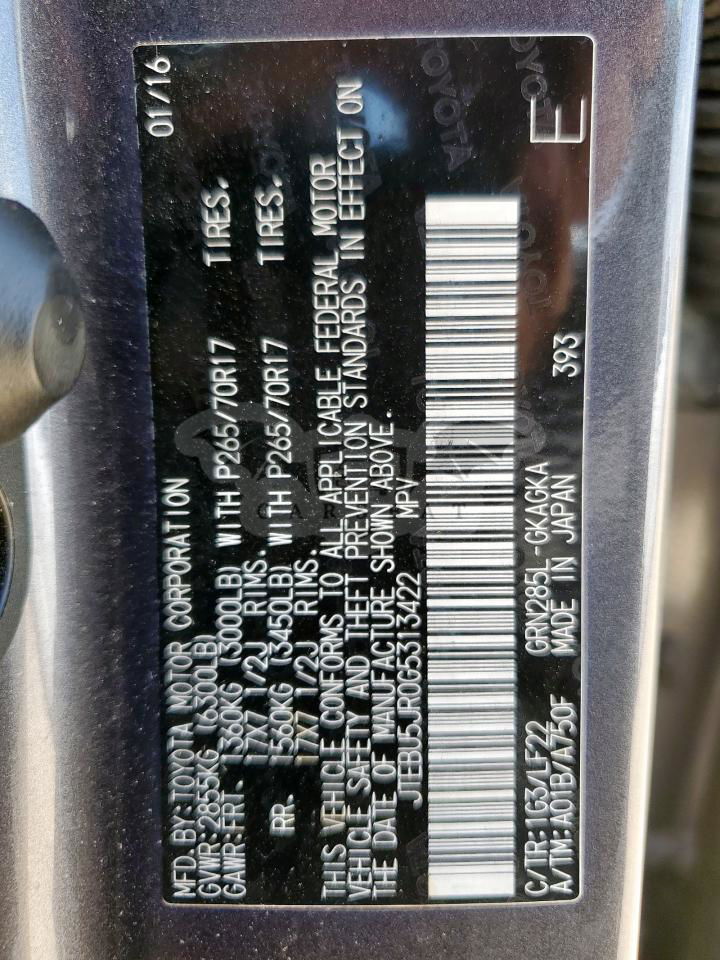 MFD.BY:TOYOTA MOTOR CORPORATION 01/16
GVWR:2855KG (6300LB)
GAWR:FRT. 1360KG (3000LB) WITH P265/70R17 TIRES.
17X7 1/2J RIMS.
RR. 1560KG (3450LB) WITH P265/70R17 TIRES.
17X7 1/2J RIMS.
THIS VEHICLE CONFORMS TO ALL APPLICABLE FEDERAL MOTOR
VEHICLE SAFETY AND THEFT PREVENTION STANDARDS IN EFFECT ON
THE DATE OF MANUFACTURE SHOWN ABOVE.
JTEBU5JR0G5313422 MPV
C/TR:1G3/LF22 GRN285L-GKAGKA E
A/TM:A01B/A750F MADE IN JAPAN 393